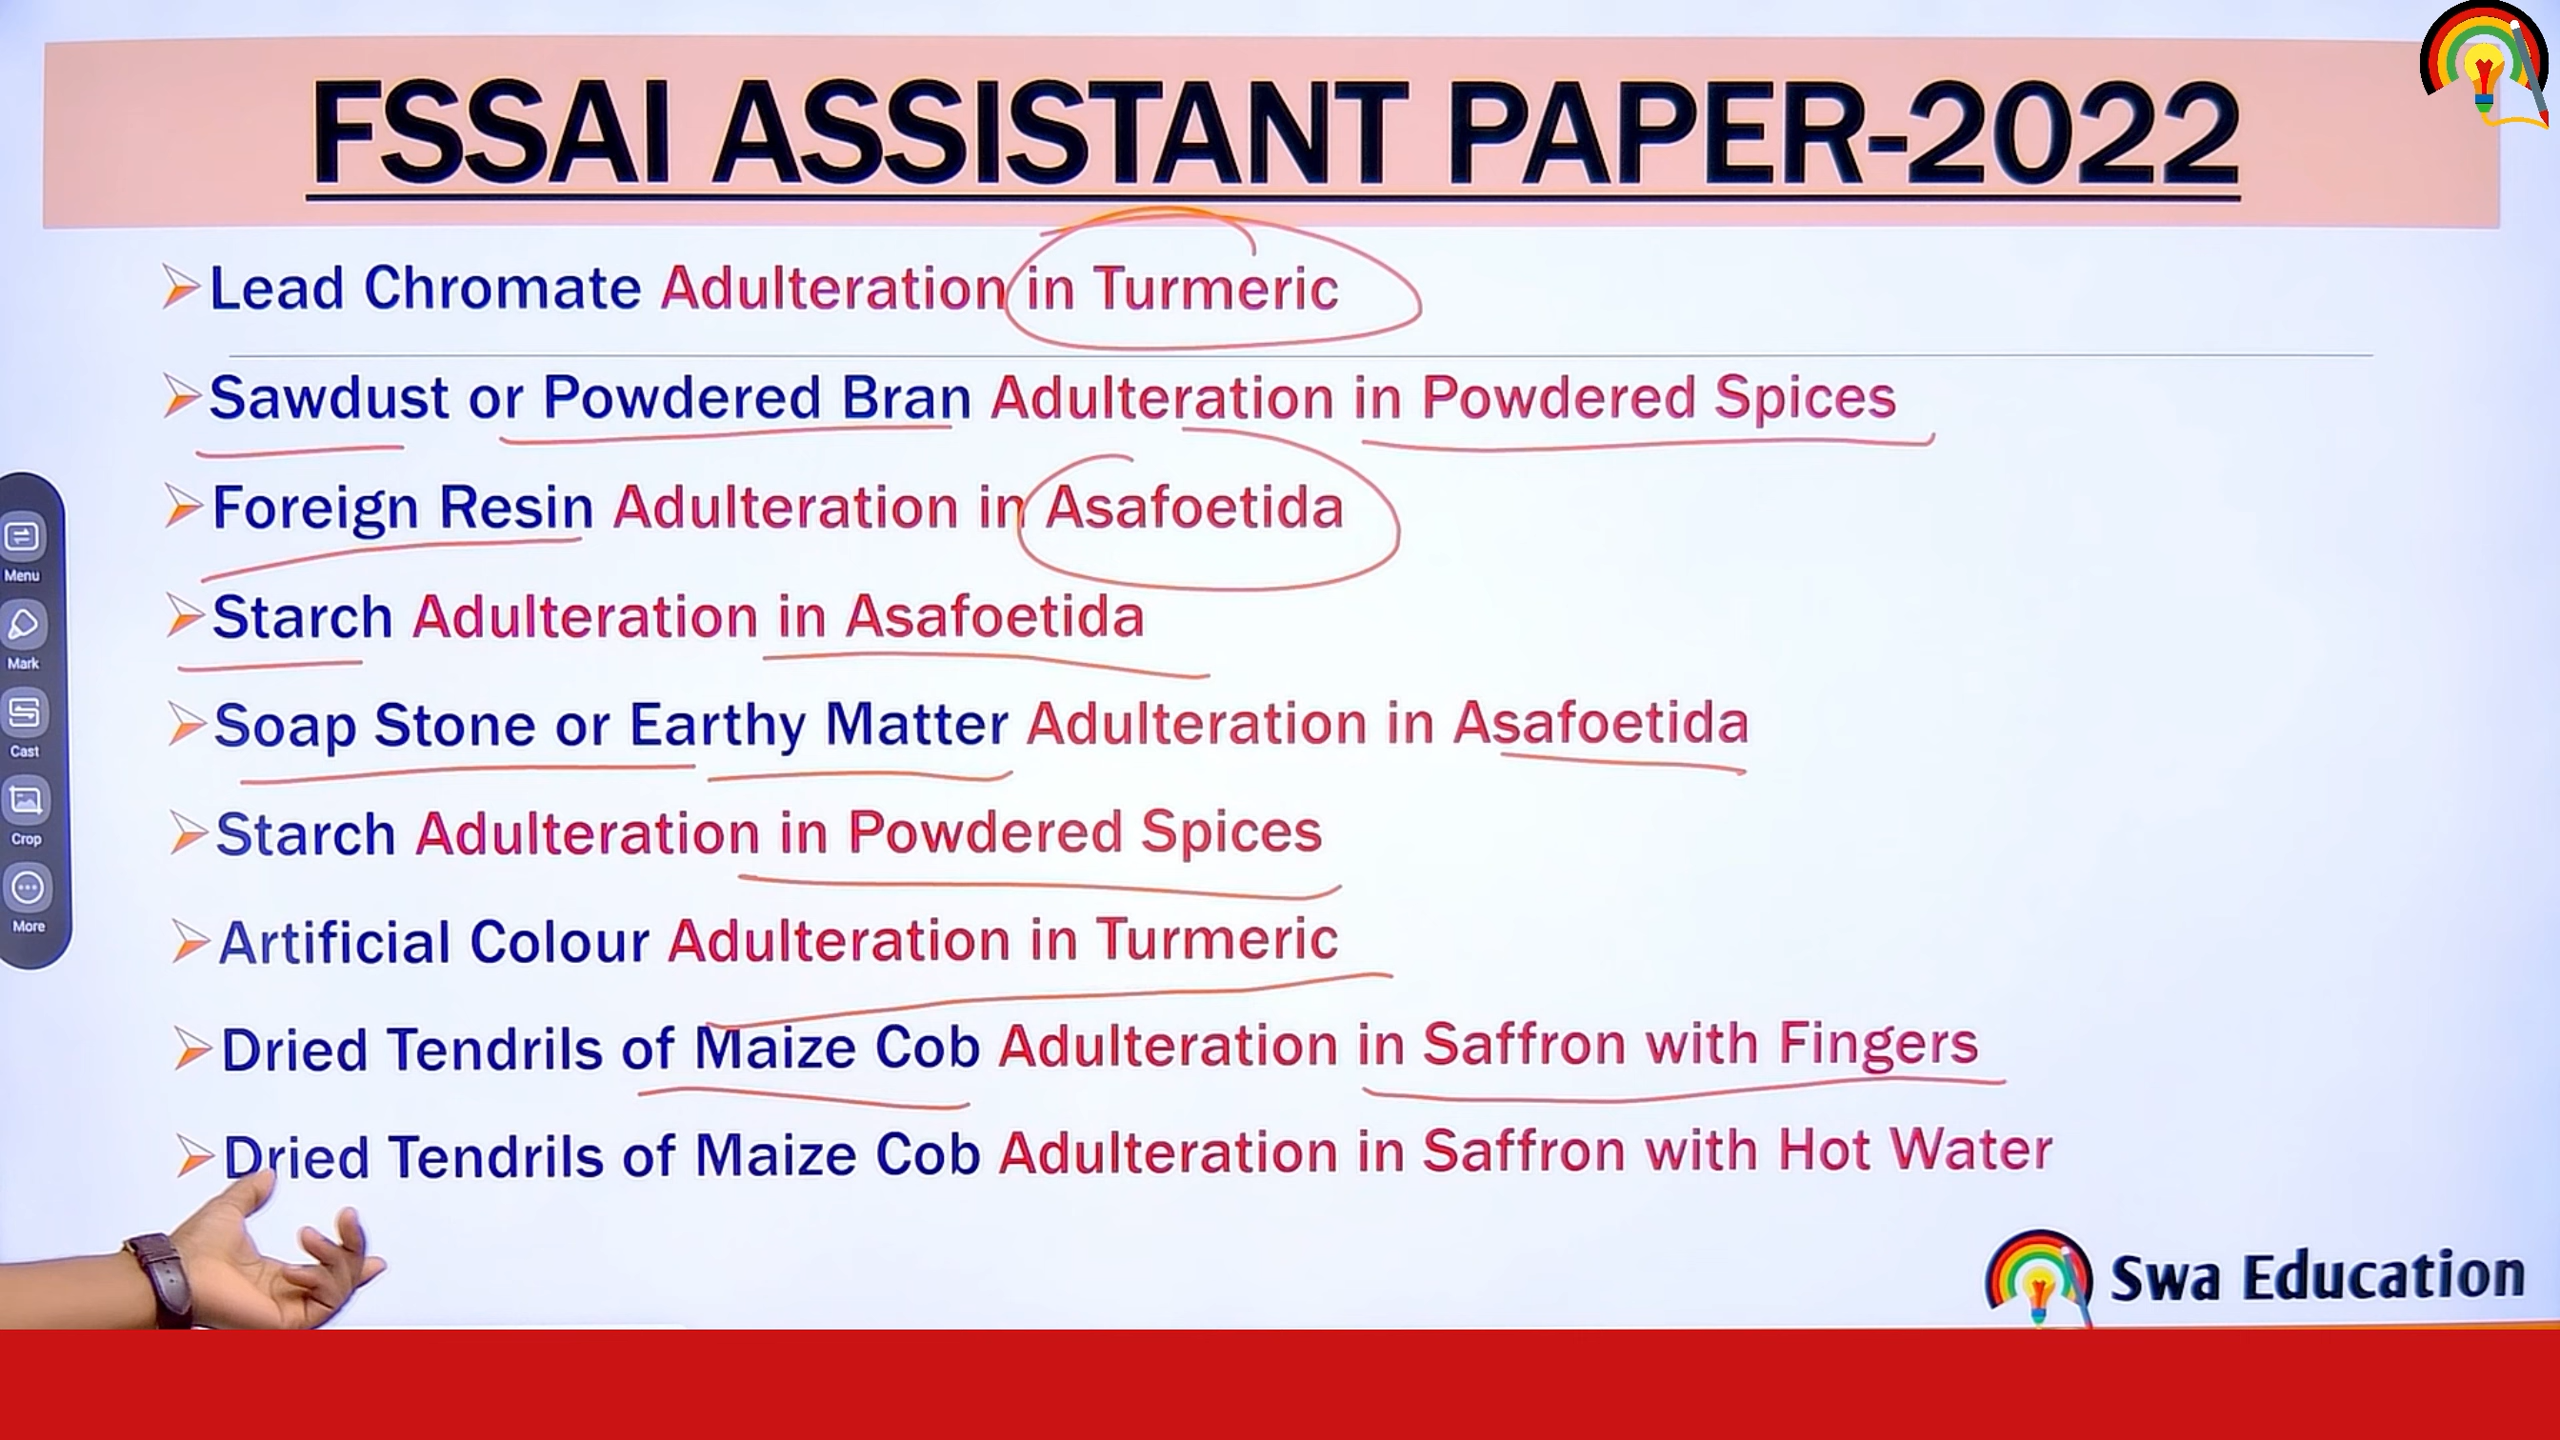 FSSAI ASSISTANT PAPER-2022
Lead Chromate Adulteration in Turmeric
Sawdust or Powdered Bran Adulteration in Powdered Spices
Foreign Resin Adulteration in Asafoetida
Starch Adulteration in Asafoetida
Soap Stone or Earthy Matter Adulteration in Asafoetida
Starch Adulteration in Powdered Spices
Artificial Colour Adulteration in Turmeric
Dried Tendrils of Maize Cob Adulteration in Saffron with Fingers
Dried Tendrils of Maize Cob Adulteration in Saffron with Hot Water
Menu
Mark
Cast
Crop
More
Swa Education